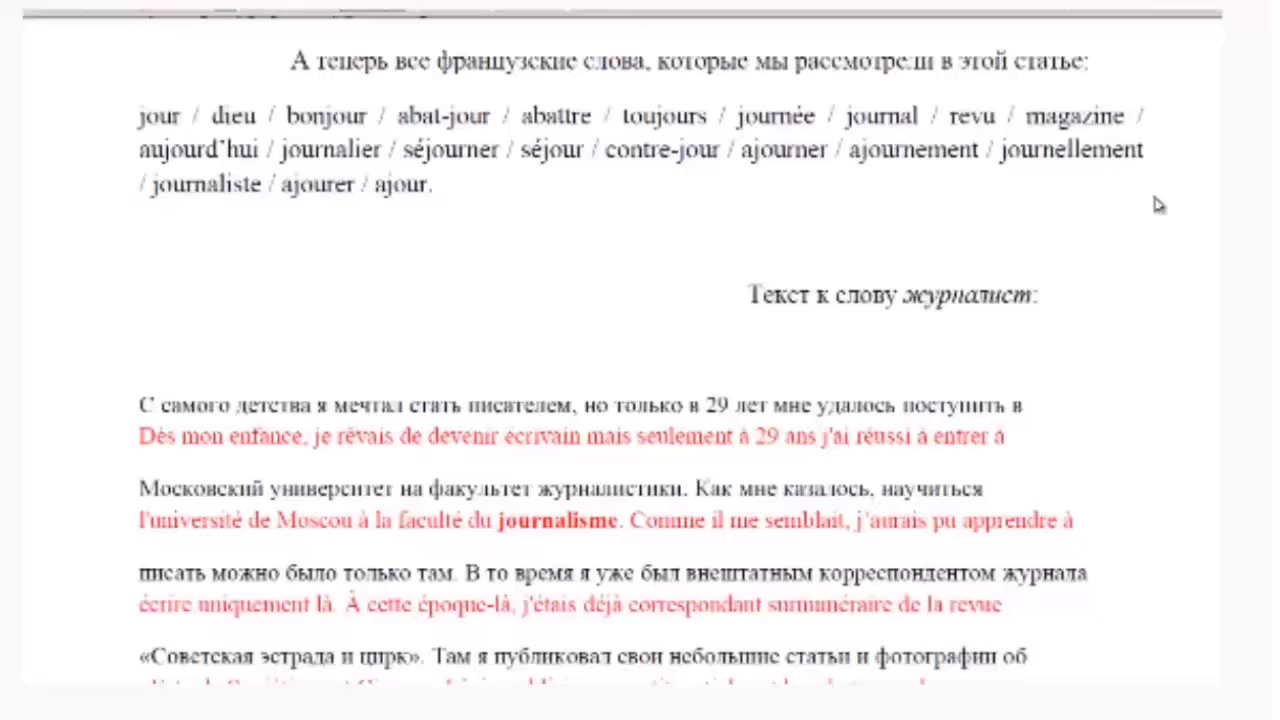 А теперь все французские слова, которые мы рассмотрели в этой статье:
jour / dieu / bonjour / abat-jour / abattre / toujours / journée / journal / revu / magazine /
aujourd’hui / journalier / séjourner / séjour / contre-jour / ajourner / ajournement / journellement
/ journaliste / ajourer / ajour.
Текст к слову журналист:
С самого детства я мечтал стать писателем, но только в 29 лет мне удалось поступить в
Dès mon enfance, je rêvais de devenir écrivain mais seulement à 29 ans j'ai réussi à entrer à
Московский университет на факультет журналистики. Как мне казалось, научиться
l'université de Moscou à la faculté du journalisme. Comme il me semblait, j’aurais pu apprendre à
писать можно было только там. В то время я уже был внештатным корреспондентом журнала
écrire uniquement là. À cette époque-là, j'étais déjà correspondant surnuméraire de la revue
«Советская эстрада и цирк». Там я публиковал свои небольшие статьи и фотографии об